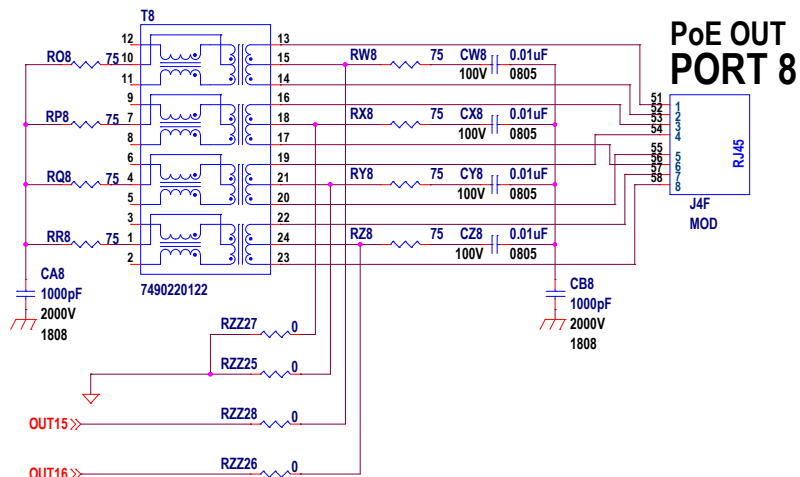 T8
PoE OUT
PORT 8
12
10
11
9
7
8
6
4
5
3
1
2
13
15
14
16
18
17
19
21
20
22
24
23
7490220122
RO8
75
RP8
75
RQ8
75
RR8
75
CA8
1000pF
2000V
1808
RW8
75
CW8
0.01uF
100V
0805
RX8
75
CX8
0.01uF
100V
0805
RY8
75
CY8
0.01uF
100V
0805
RZ8
75
CZ8
0.01uF
100V
0805
CB8
1000pF
2000V
1808
51
52
53
54
55
56
57
58
1
2
3
4
5
6
7
8
RJ45
J4F
MOD
RZZ27
0
RZZ25
0
OUT15
RZZ28
0
OUT16
RZZ26
0